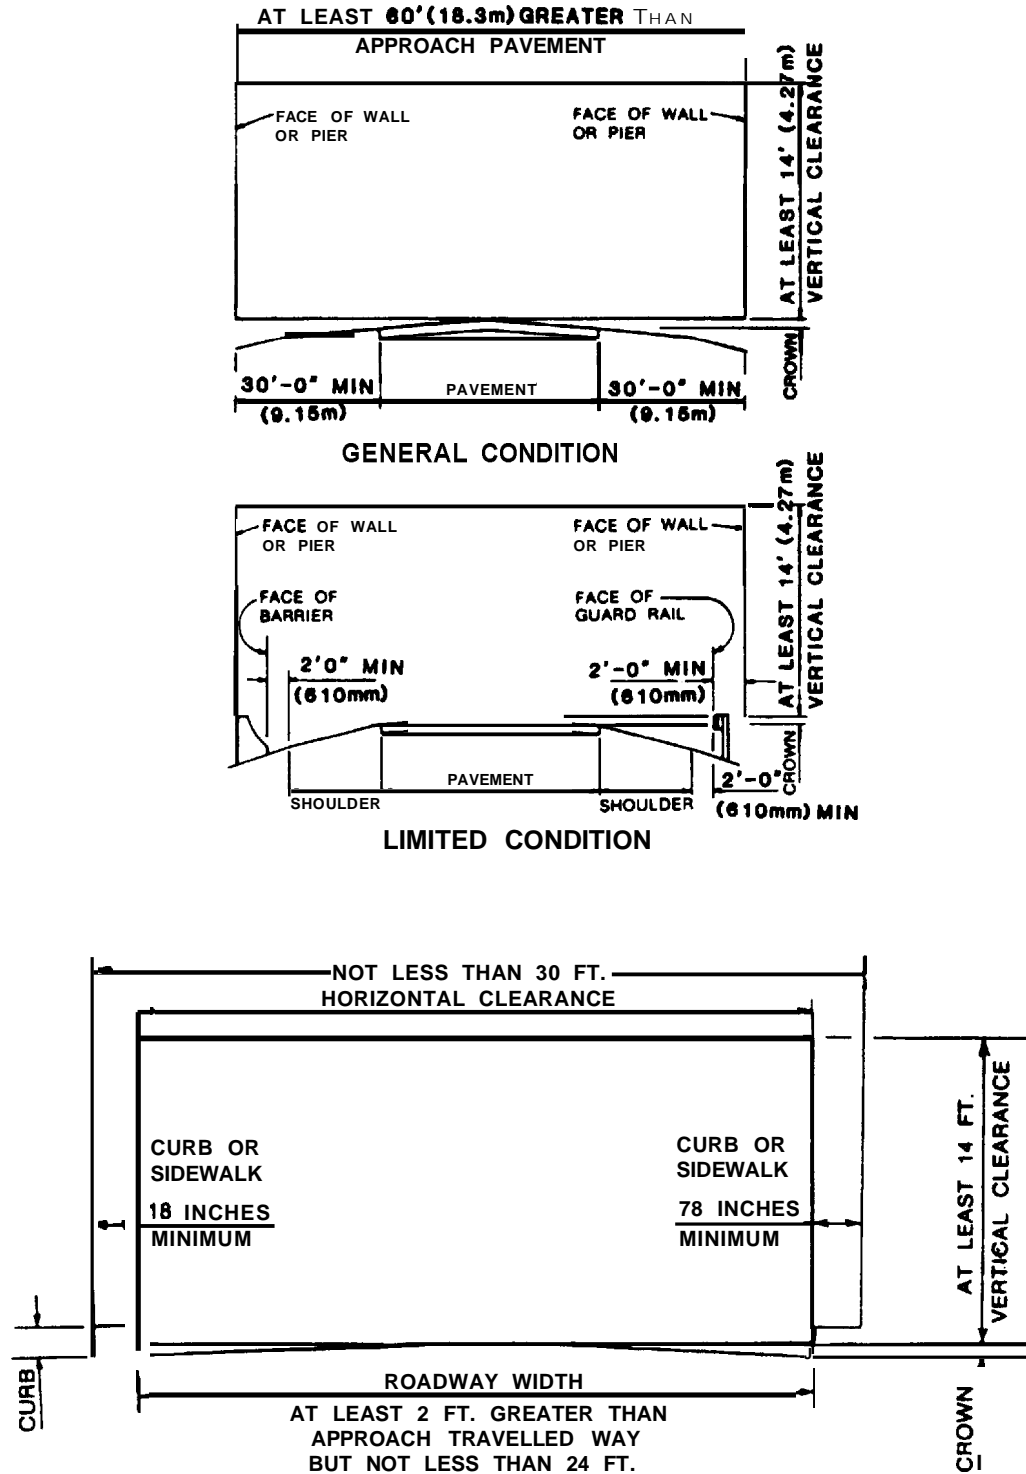 AT LEAST 60'(18.3m)GREATER THAN
APPROACH PAVEMENT
FACE OF WALL
OR PIER
FACE OF WALL
OR PIER
AT LEAST 14' (4.27m)
VERTICAL CLEARANCE
CROWN
30'-0" MIN
(9.15m)
PAVEMENT
30'-0" MIN
(9.15m)
GENERAL CONDITION
FACE OF WALL
OR PIER
FACE OF WALL
OR PIER
AT LEAST 14' (4.27m)
VERTICAL CLEARANCE
FACE OF
BARRIER
FACE OF
GUARD RAIL
2'0" MIN
(610mm)
2'-0" MIN
(610mm)
CROWN
PAVEMENT
SHOULDER
SHOULDER
2'-0"
(610mm) MIN
LIMITED CONDITION
NOT LESS THAN 30 FT.
HORIZONTAL CLEARANCE
CURB OR
SIDEWALK
18 INCHES
MINIMUM
CURB OR
SIDEWALK
78 INCHES
MINIMUM
AT LEAST 14 FT.
VERTICAL CLEARANCE
CURB
CROWN
ROADWAY WIDTH
AT LEAST 2 FT. GREATER THAN
APPROACH TRAVELLED WAY
BUT NOT LESS THAN 24 FT.